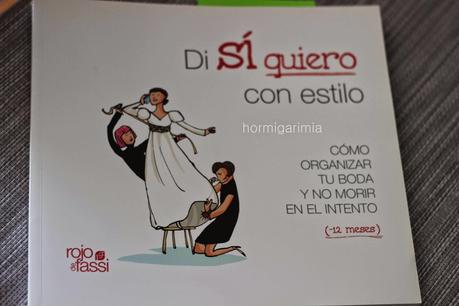 Di SÍ quiero
con estilo
hormigarimia
CÓMO
ORGANIZAR
TU BODA
Y NO MORIR
EN EL INTENTO
(-12 meses)
rojo
fassi